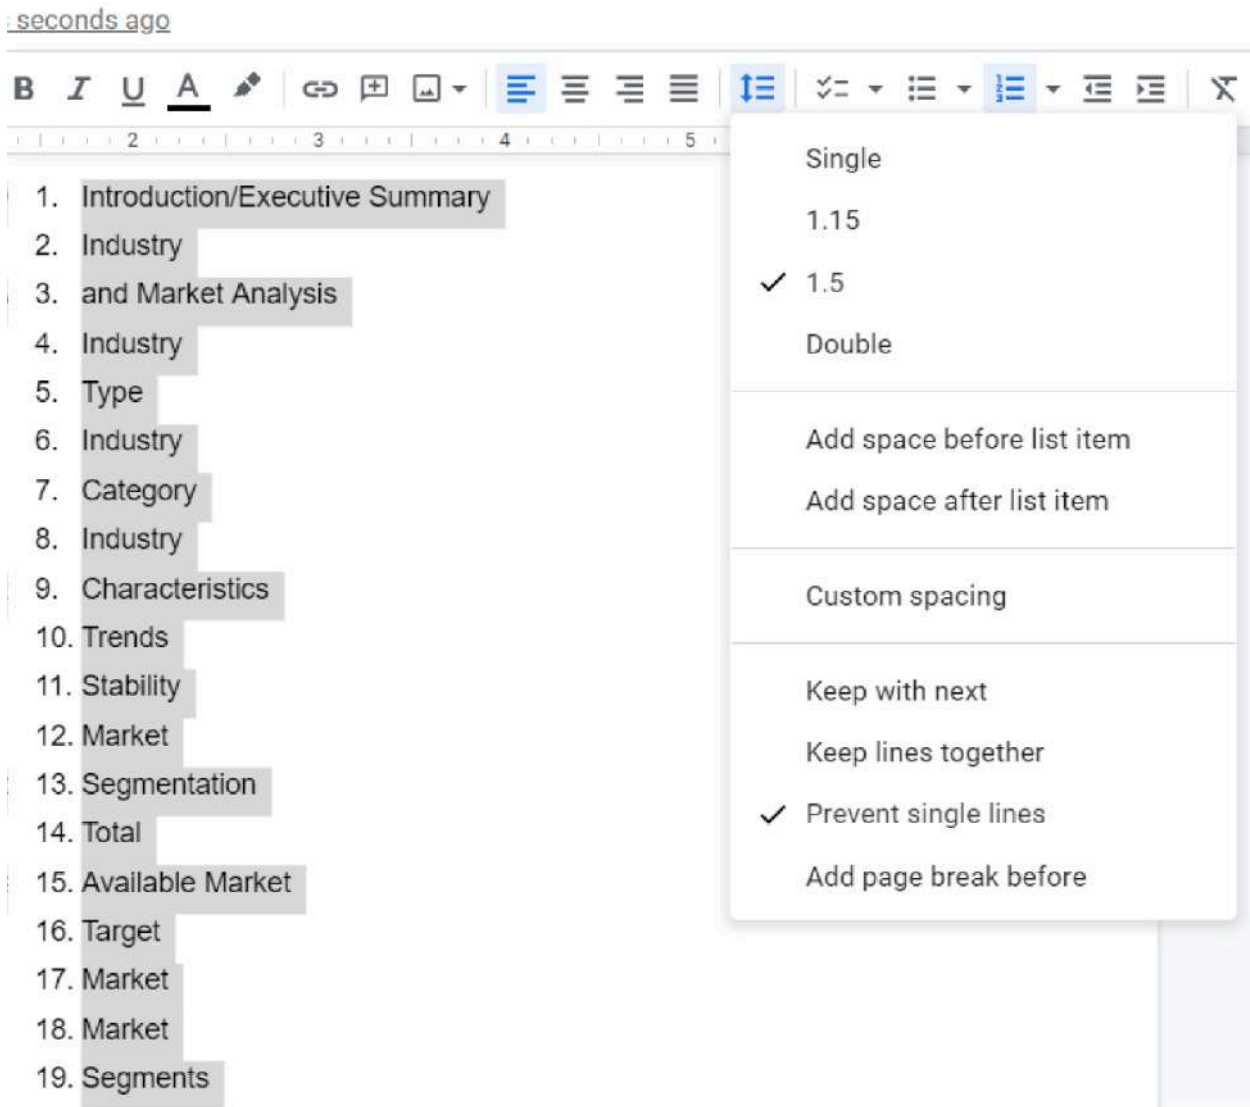 seconds ago
B I U A
2 3 4 5
1. Introduction/Executive Summary
2. Industry
3. and Market Analysis
4. Industry
5. Type
6. Industry
7. Category
8. Industry
9. Characteristics
10. Trends
11. Stability
12. Market
13. Segmentation
14. Total
15. Available Market
16. Target
17. Market
18. Market
19. Segments
Single
1.15
1.5
Double
Add space before list item
Add space after list item
Custom spacing
Keep with next
Keep lines together
Prevent single lines
Add page break before